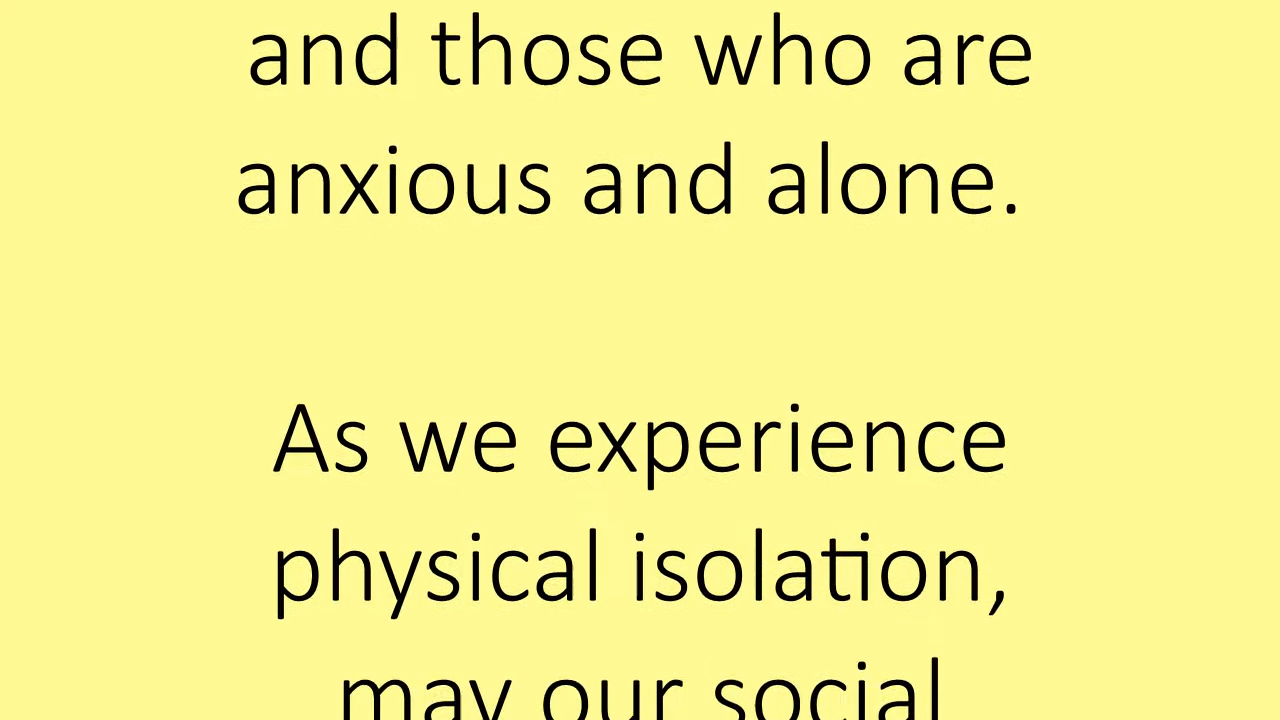 and those who are
anxious and alone.
As we experience
physical isolation,
may our social